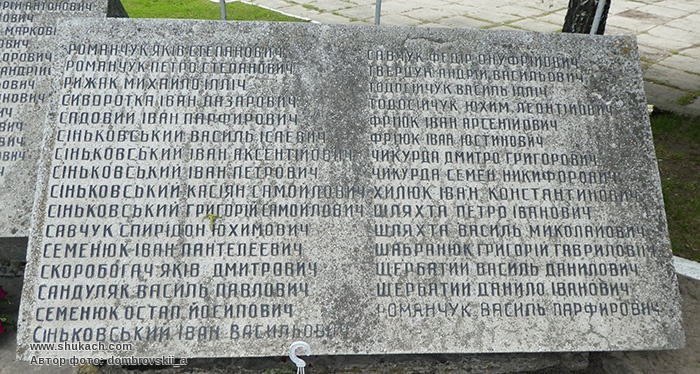 РОМАНЧУК ЯКІВ СТЕПАНОВИЧ
РОМАНЧУК ПЕТРО СТЕПАНОВИЧ
РИЖАК МИХАЙЛО ІЛЛІЧ
СИВОРОТКА ІВАН ЛАЗАРОВИЧ
САДОВИЙ ІВАН ПАРФИРОВИЧ
СІНЬКОВСЬКИЙ ВАСИЛЬ ІСАЕВИЧ
СІНЬКОВСЬКИЙ ІВАН АКСЕНТІЙОВИЧ
СІНЬКОВСЬКИЙ ІВАН ПЕТРОВИЧ
СІНЬКОВСЬКИЙ КАСІЯН САМОЙЛОВИЧ
СІНЬКОВСЬКИЙ ГРИГОРІЙ САМОЙЛОВИЧ
САВЧУК СПИРІДОН ЮХИМОВИЧ
СЕМЕНЮК ІВАН ПАНТЕЛЕЕВИЧ
СКОРОБОГАЧ ЯКІВ ДМИТРОВИЧ
САНДУЛЯК ВАСИЛЬ ПАВЛОВИЧ
СЕМЕНЮК ОСТАП ЙОСИПОВИЧ
СІНЬКОВСЬКИЙ ІВАН ВАСИЛЬОВИЧ
САВЧУК ФЕДІР ОНУФРІЙОВИЧ
ТВЕРДУН АНДРІЙ ВАСИЛЬОВИЧ
ТОДОСІЙЧУК ВАСИЛЬ ІЛЛІЧ
ТОДОСІЙЧУК ЮХИМ ЛЕОНТІЙОВИЧ
ФРІЮК ІВАН АРСЕНТІЙОВИЧ
ФРІЮК ІВАН ЮСТИНОВИЧ
ЧИКУРДА ДМИТРО ГРИГОРОВИЧ
ЧИКУРДА СЕМЕН НИКИФОРОВИЧ
ХИЛЮК ІВАН КОНСТАНТИНОВИЧ
ШЛЯХТА ПЕТРО ІВАНОВИЧ
ШЛЯХТА ВАСИЛЬ МИКОЛАЙОВИЧ
ШАБРАНЮК ГРИГОРІЙ ГАВРИЛОВИЧ
ЩЕРБАТИЙ ВАСИЛЬ ДАНИЛОВИЧ
ЩЕРБАТИЙ ДАНИЛО ІВАНОВИЧ
РОМАНЧУК ВАСИЛЬ ПАРФИРОВИЧ
www.shukach.com
Автор фото: dombrovskii_a